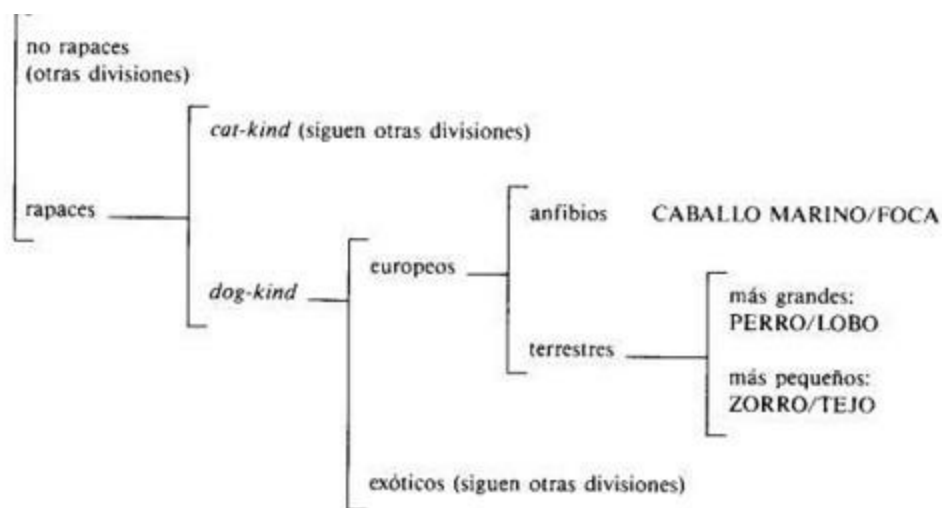 no rapaces
(otras divisiones)
cat-kind (siguen otras divisiones)
rapaces
anfibios CABALLO MARINO/FOCA
europeos
dog-kind
más grandes:
PERRO/LOBO
terrestres
más pequeños:
ZORRO/TEJO
exóticos (siguen otras divisiones)